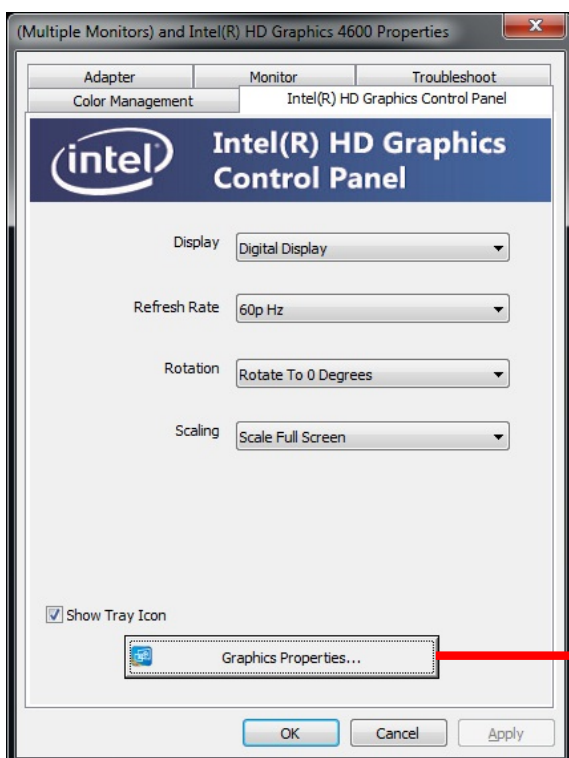 (Multiple Monitors) and Intel(R) HD Graphics 4600 Properties
x
Adapter
Monitor
Troubleshoot
Color Management
Intel(R) HD Graphics Control Panel
intel
Intel(R) HD Graphics
Control Panel
Display
Digital Display
Refresh Rate
60p Hz
Rotation
Rotate To 0 Degrees
Scaling
Scale Full Screen
Show Tray Icon
Graphics Properties...
OK
Cancel
Apply